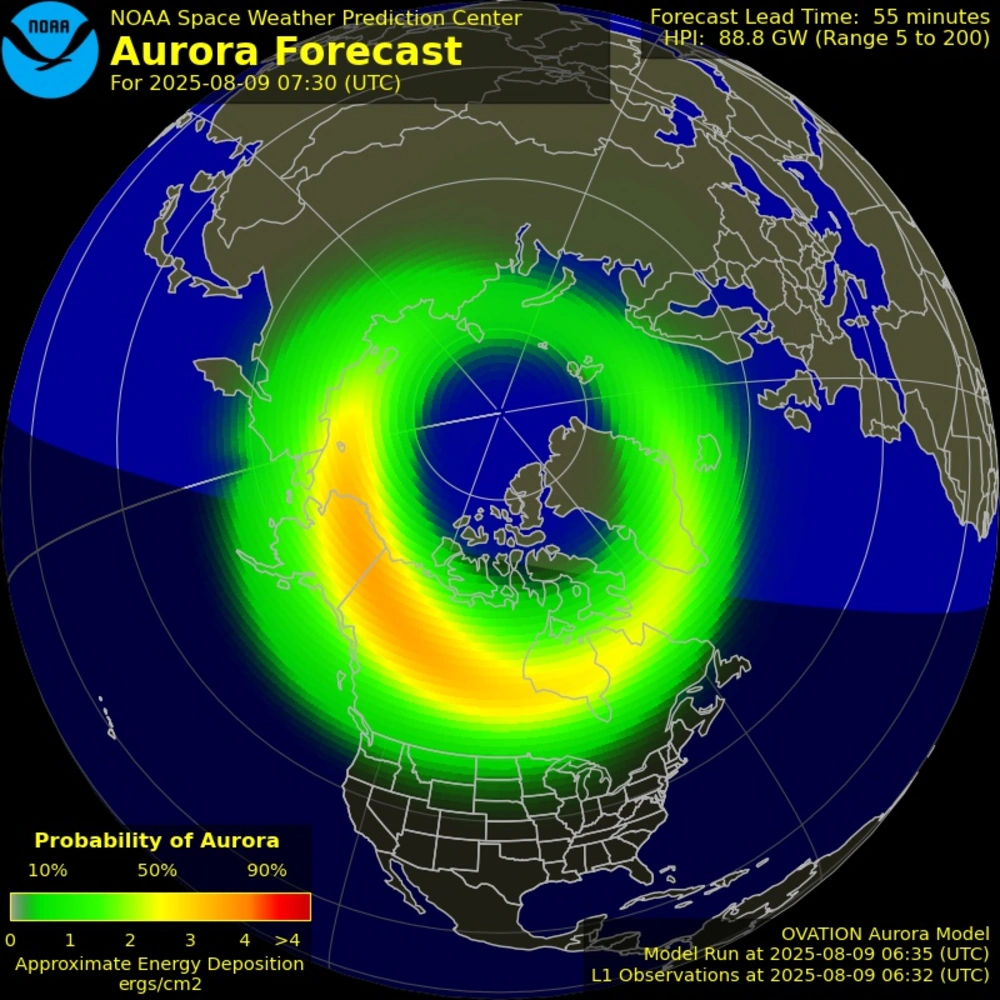 NOAA
NOAA Space Weather Prediction Center
Aurora Forecast
For 2025-08-09 07:30 (UTC)
Forecast Lead Time: 55 minutes
HPI: 88.8 GW (Range 5 to 200)
Probability of Aurora
10% 50% 90%
0 1 2 3 4 >4
Approximate Energy Deposition
ergs/cm2
OVATION Aurora Model
Model Run at 2025-08-09 06:35 (UTC)
L1 Observations at 2025-08-09 06:32 (UTC)